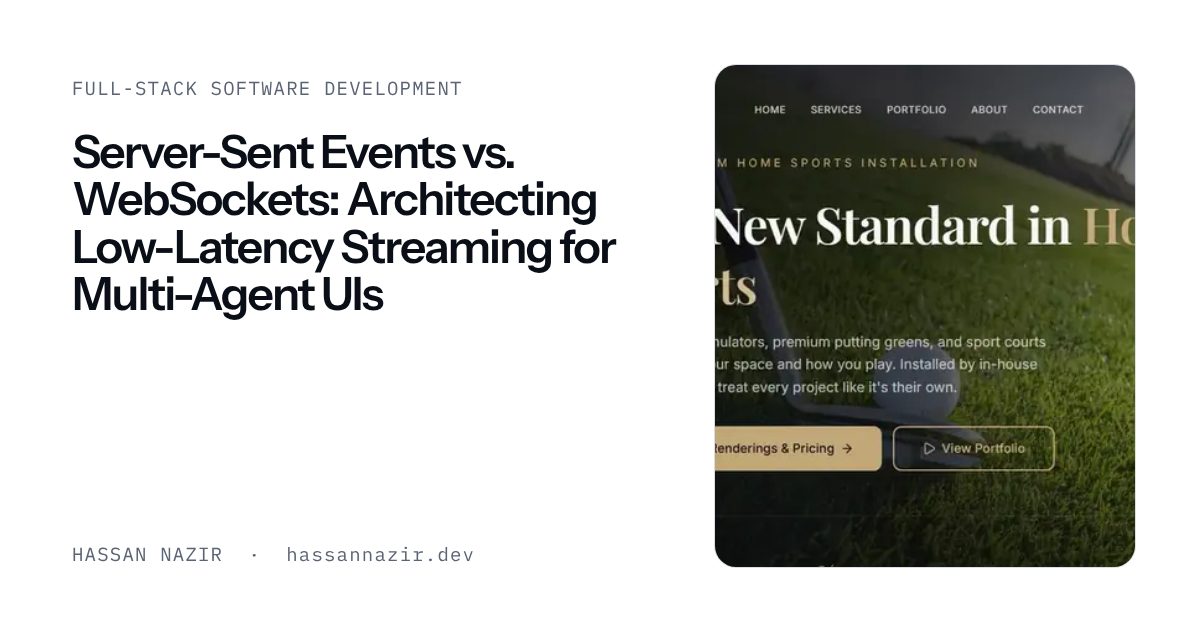 FULL-STACK SOFTWARE DEVELOPMENT
Server-Sent Events vs.
WebSockets: Architecting
Low-Latency Streaming for
Multi-Agent UIs
HASSAN NAZIR · hassannazir.dev
HOME SERVICES PORTFOLIO ABOUT CONTACT
M HOME SPORTS INSTALLATION
New Standard in Ho
rts
nulators, premium putting greens, and sport courts
ur space and how you play. Installed by in-house
treat every project like it's their own.
Renderings & Pricing →
View Portfolio